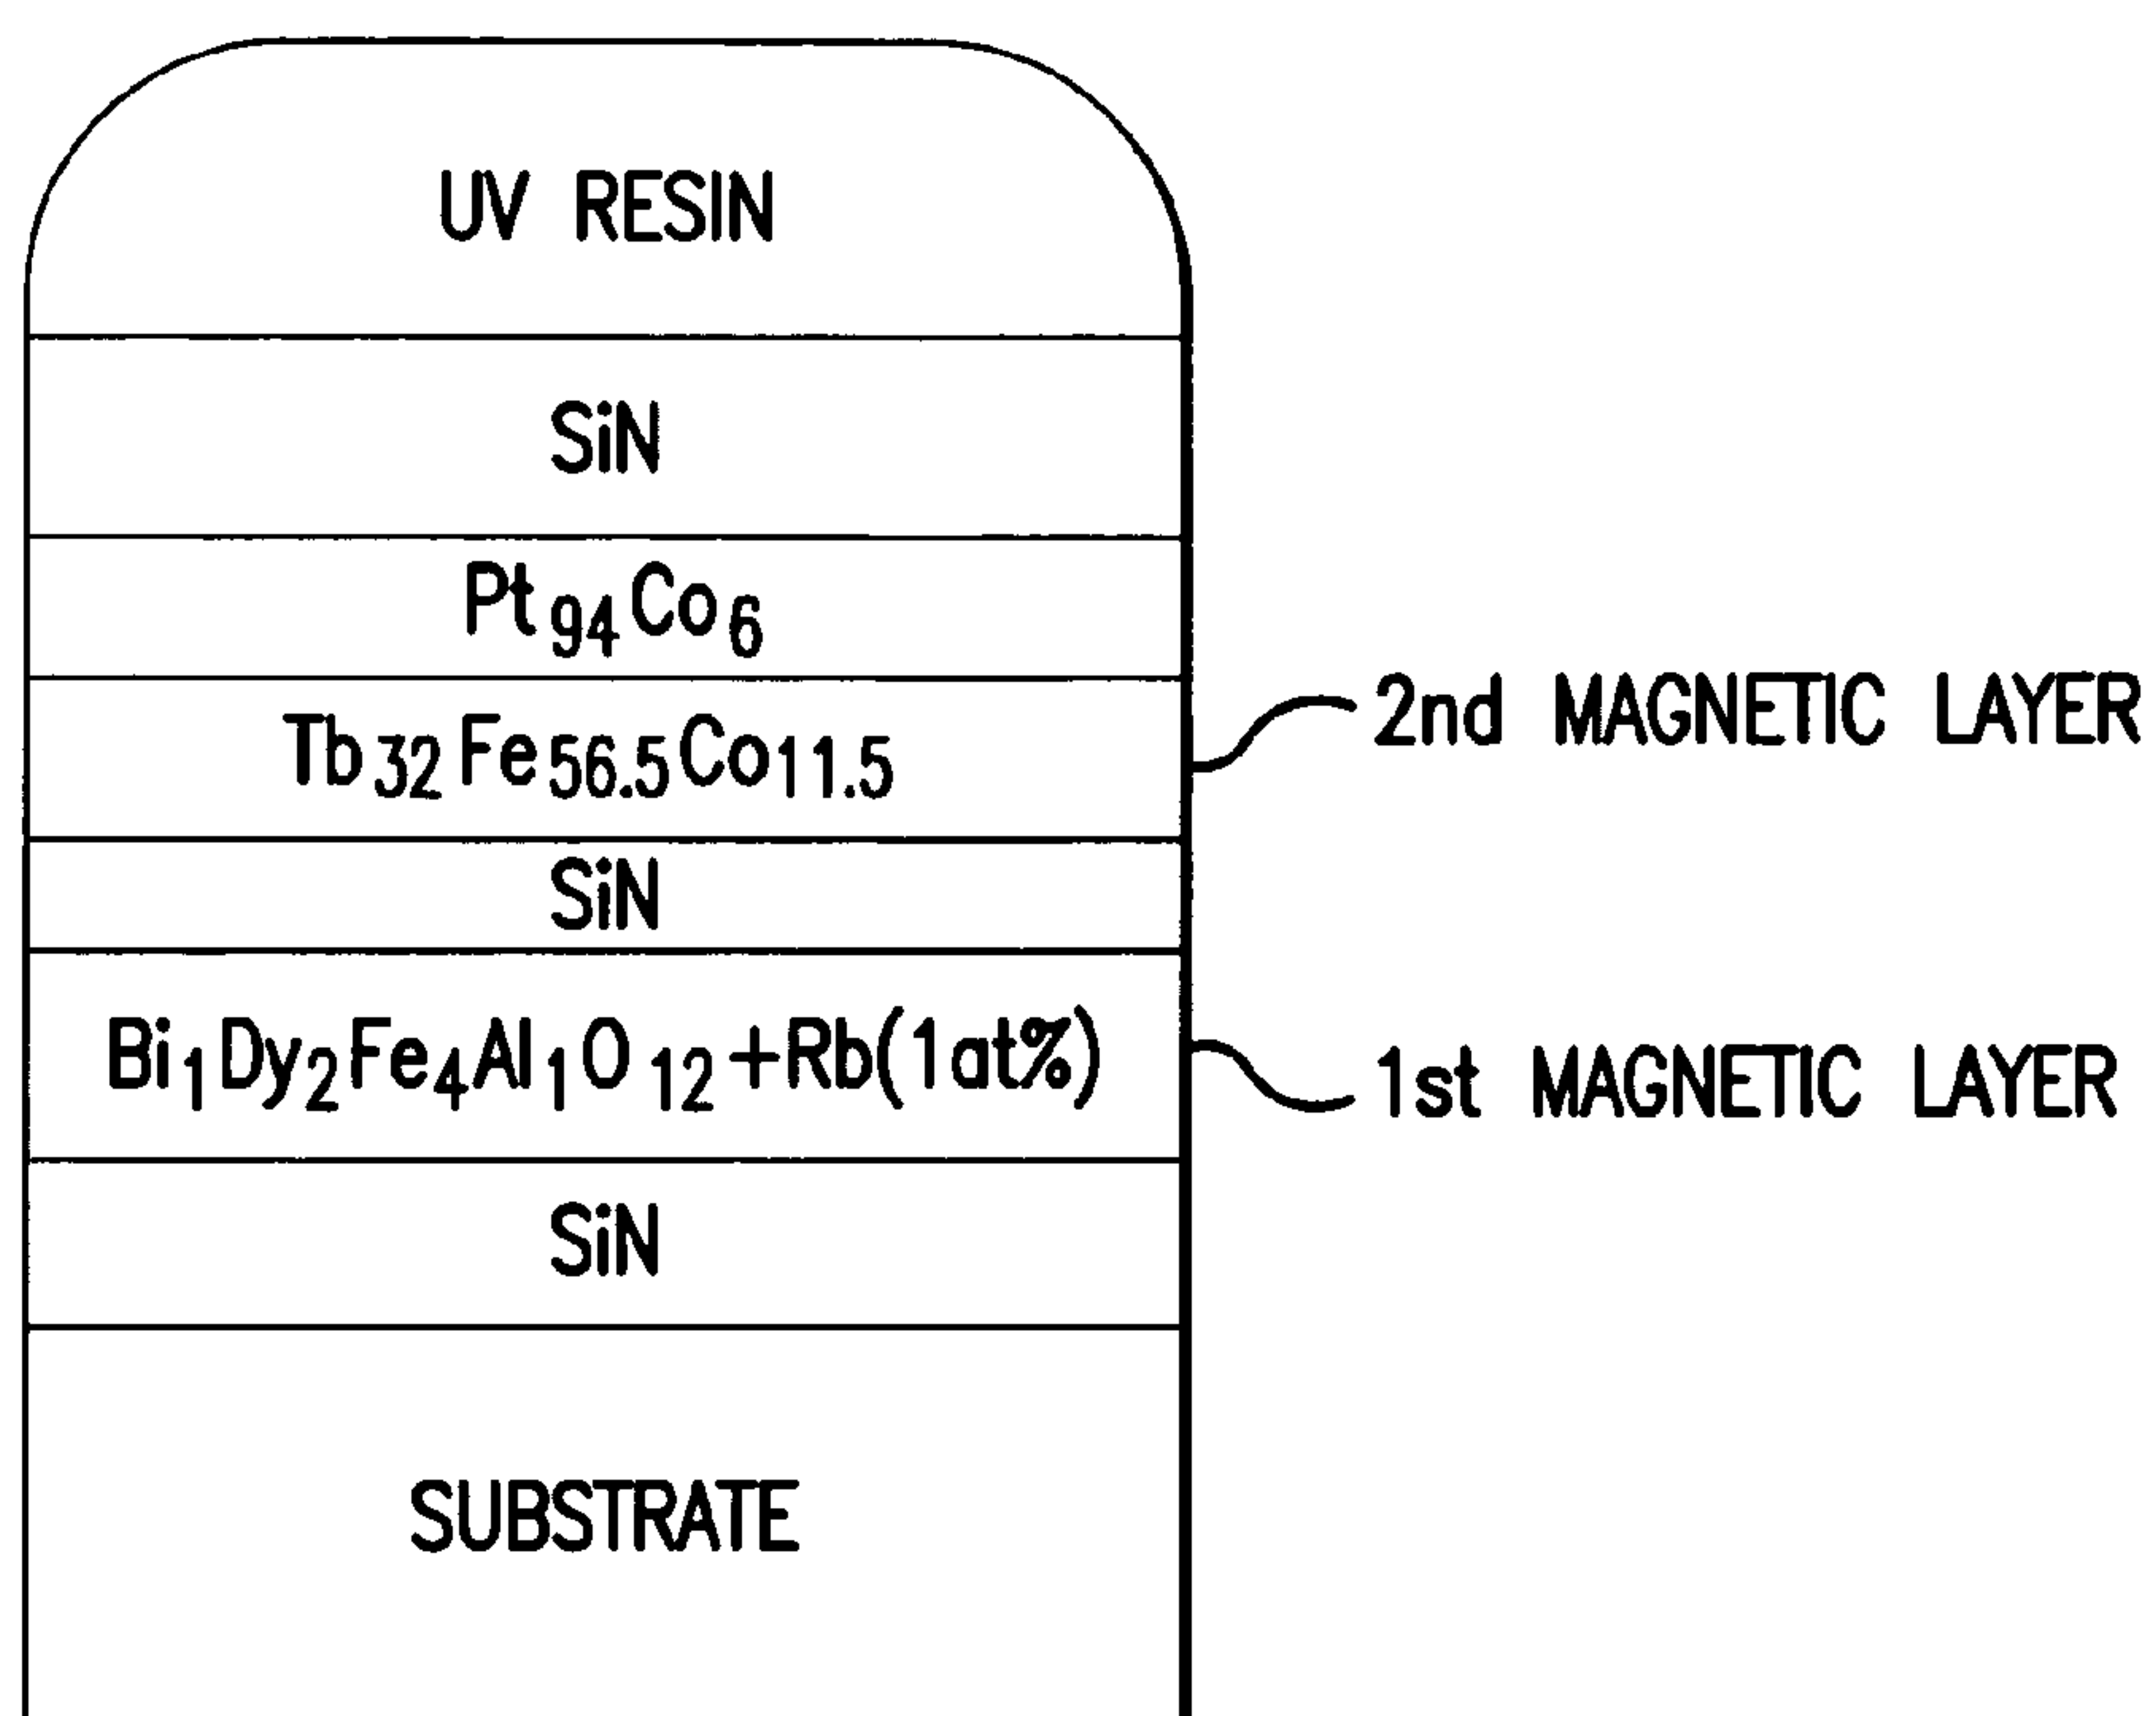 UV RESIN
SiN
Pt94Co6
Tb32Fe56.5Co11.5
2nd MAGNETIC LAYER
SiN
Bi1Dy2Fe4Al1O12+Rb(1at%)
1st MAGNETIC LAYER
SiN
SUBSTRATE